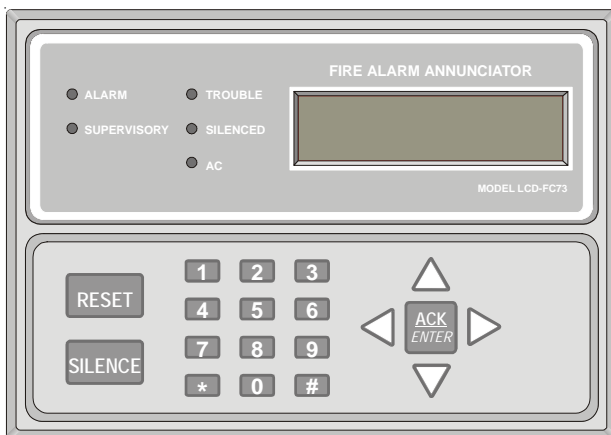 FIRE ALARM ANNUNCIATOR
ALARM TROUBLE
SUPERVISORY SILENCED
AC
MODEL LCD-FC73
RESET
SILENCE
1 2 3
4 5 6
7 8 9
* 0 #
ACK
ENTER